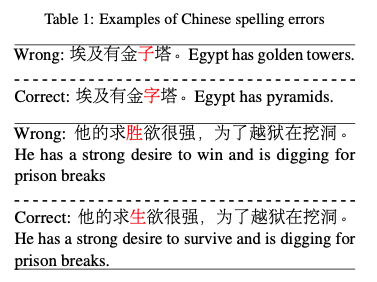 Table 1: Examples of Chinese spelling errors
Wrong: 埃及有金子塔。Egypt has golden towers.
Correct: 埃及有金字塔。Egypt has pyramids.
Wrong: 他的求胜欲很强，为了越狱在挖洞。
He has a strong desire to win and is digging for
prison breaks
Correct: 他的求生欲很强，为了越狱在挖洞。
He has a strong desire to survive and is digging for
prison breaks.